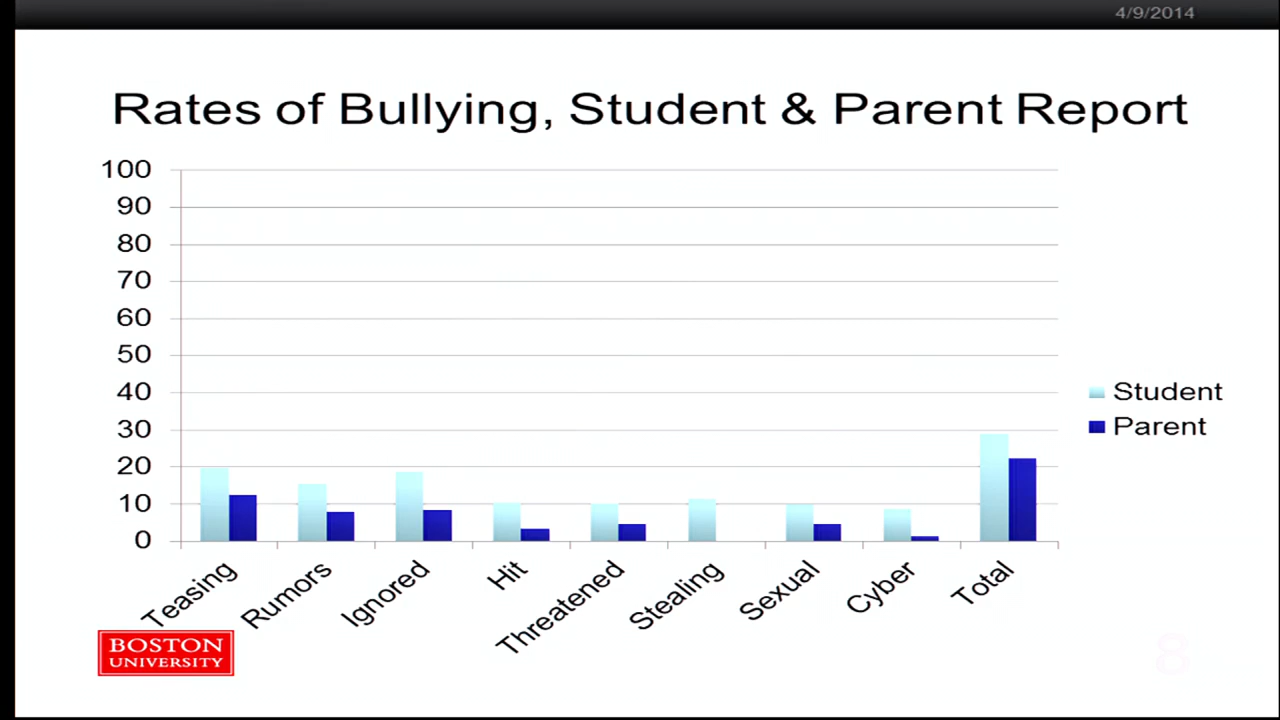 4/9/2014
Rates of Bullying, Student & Parent Report
100
90
80
70
60
50
40
30
20
10
0
Student
Parent
Teasing
Rumors
Ignored
Hit
Threatened
Stealing
Sexual
Cyber
Total
BOSTON
UNIVERSITY
8